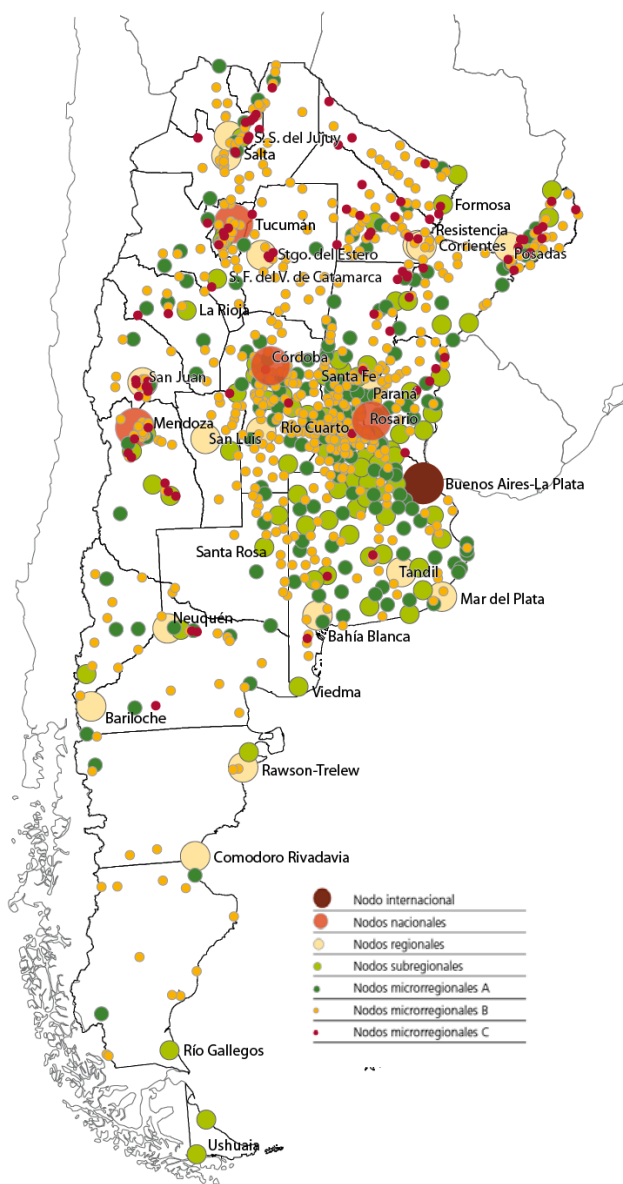 S. S. del Jujuy
Salta
Formosa
Tucumán
Resistencia
Corrientes
Posadas
Stgo. del Estero
S. F. del V. de Catamarca
La Rioja
Córdoba
Santa Fe
San Juan
Paraná
Mendoza
Río Cuarto
Rosario
San Luis
Buenos Aires-La Plata
Santa Rosa
Tandil
Mar del Plata
Neuquén
Bahía Blanca
Viedma
Bariloche
Rawson-Trelew
Comodoro Rivadavia
Nodo internacional
Nodos nacionales
Nodos regionales
Nodos subregionales
Nodos microrregionales A
Nodos microrregionales B
Nodos microrregionales C
Río Gallegos
Ushuaia